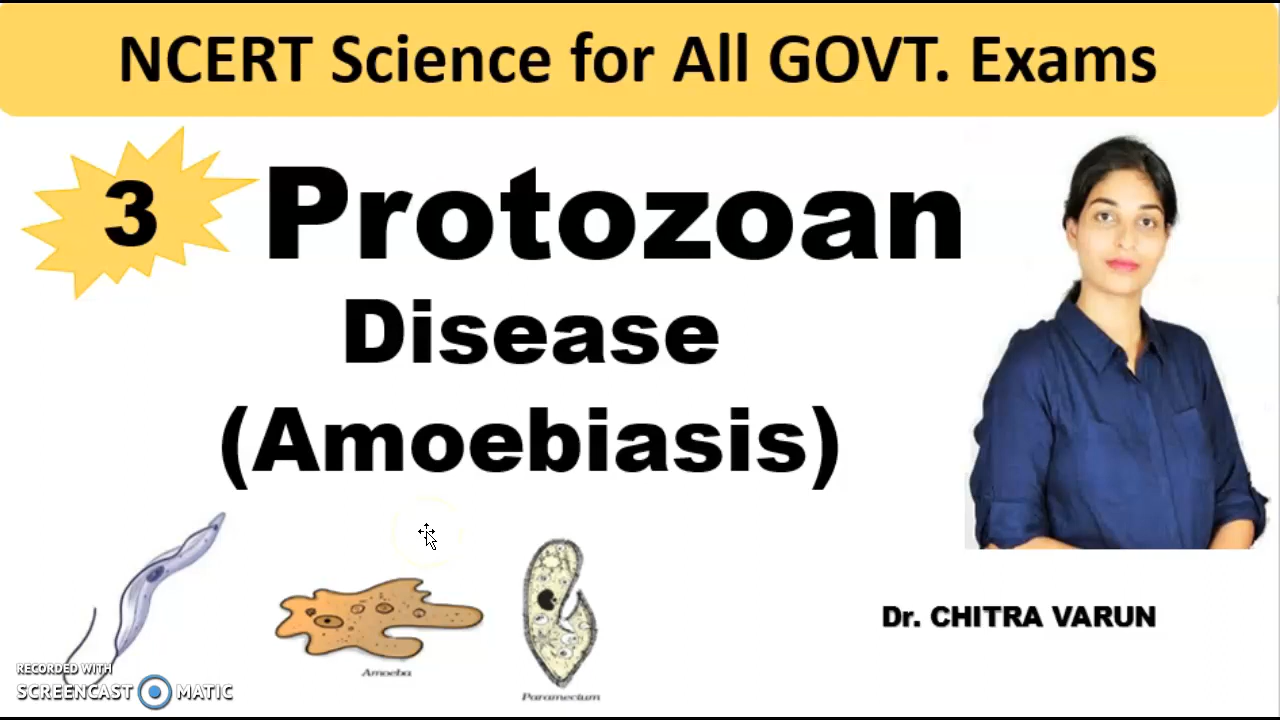 NCERT Science for All GOVT. Exams
3
Protozoan
Disease
(Amoebiasis)
Dr. CHITRA VARUN
Amoeba
Paramecium
RECORDED WITH
SCREENCAST MATIC